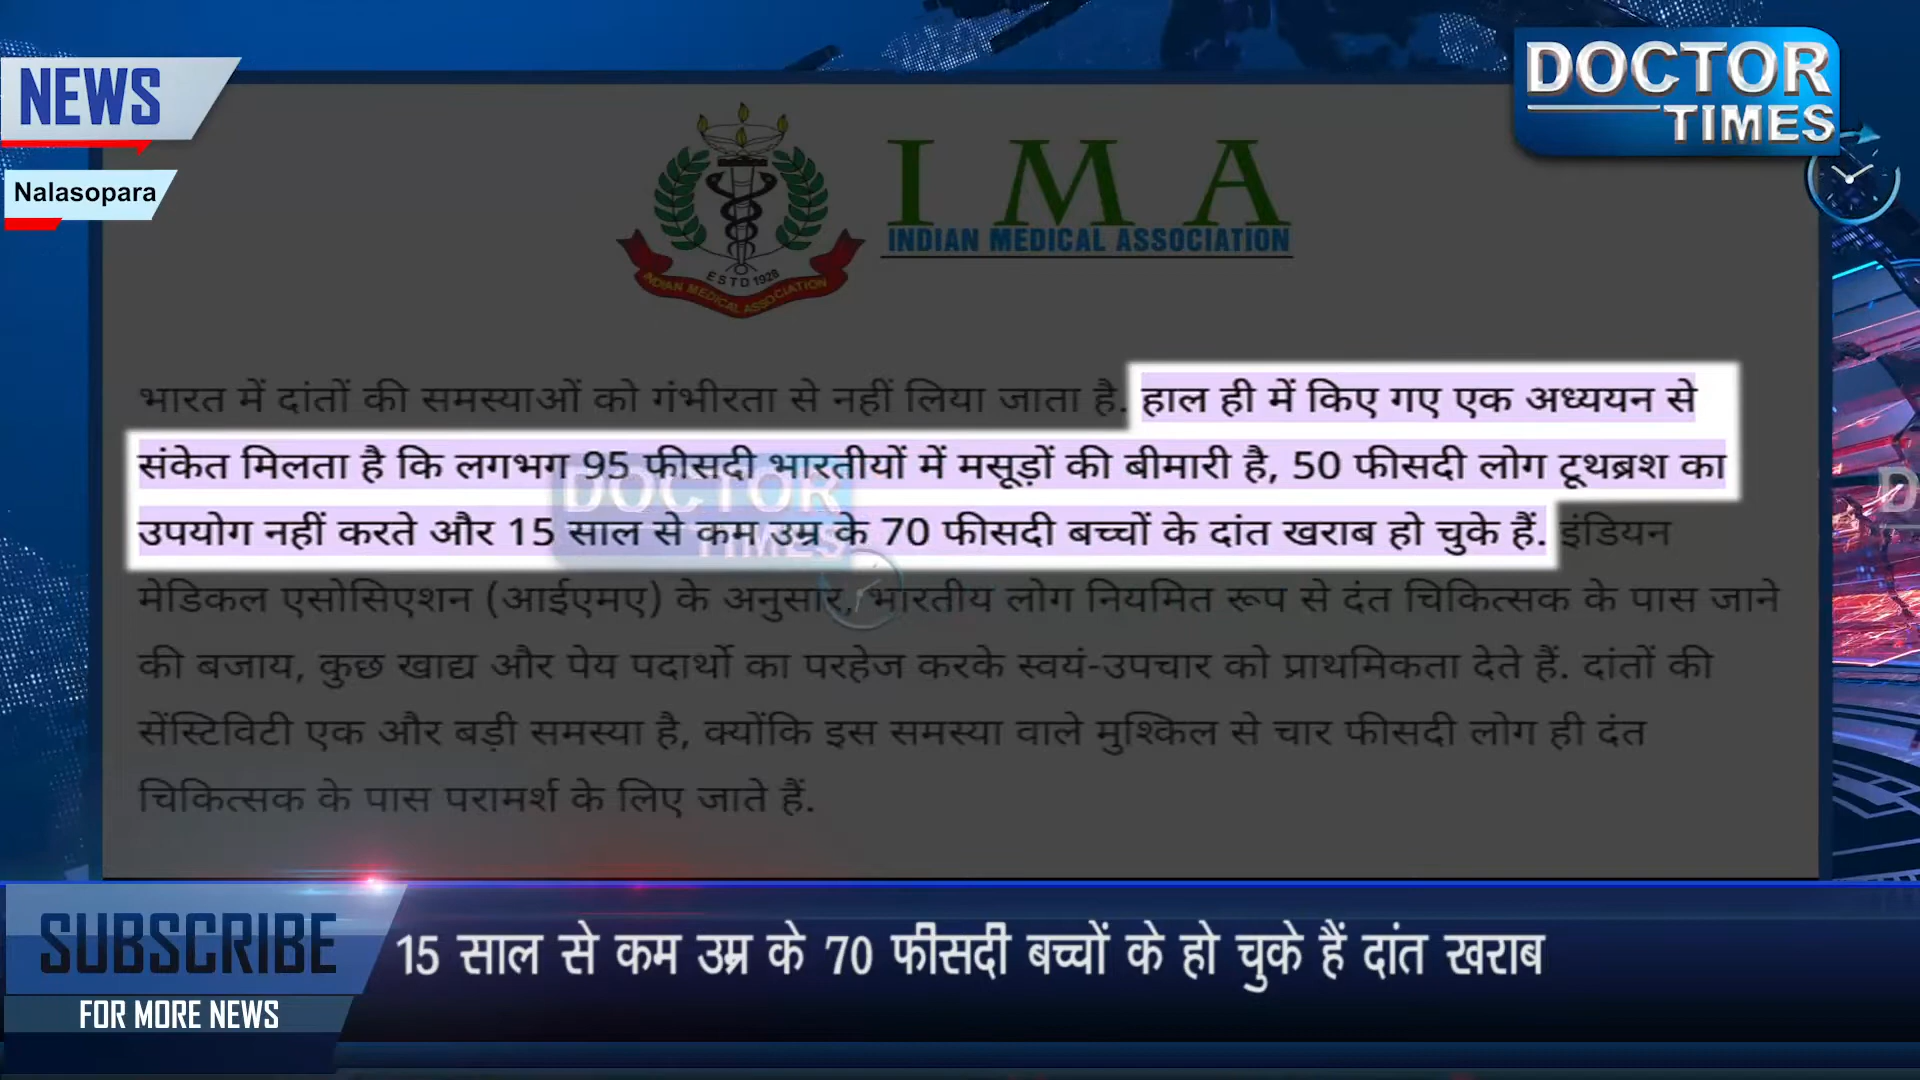 NEWS
Nalasopara
DOCTOR
TIMES
I M A
INDIAN MEDICAL ASSOCIATION
ESTD 1928
INDIAN MEDICAL ASSOCIATION
भारत में दांतों की समस्याओं को गंभीरता से नहीं लिया जाता है. हाल ही में किए गए एक अध्ययन से
संकेत मिलता है कि लगभग 95 फीसदी भारतीयों में मसूड़ों की बीमारी है, 50 फीसदी लोग टूथब्रश का
उपयोग नहीं करते और 15 साल से कम उम्र के 70 फीसदी बच्चों के दांत खराब हो चुके हैं. इंडियन
मेडिकल एसोसिएशन (आईएमए) के अनुसार, भारतीय लोग नियमित रूप से दंत चिकित्सक के पास जाने
की बजाय, कुछ खाद्य और पेय पदार्थो का परहेज करके स्वयं-उपचार को प्राथमिकता देते हैं. दांतों की
सेंस्टिविटी एक और बड़ी समस्या है, क्योंकि इस समस्या वाले मुश्किल से चार फीसदी लोग ही दंत
चिकित्सक के पास परामर्श के लिए जाते हैं.
DOCTOR
TIMES
D
SUBSCRIBE
FOR MORE NEWS
15 साल से कम उम्र के 70 फीसदी बच्चों के हो चुके हैं दांत खराब